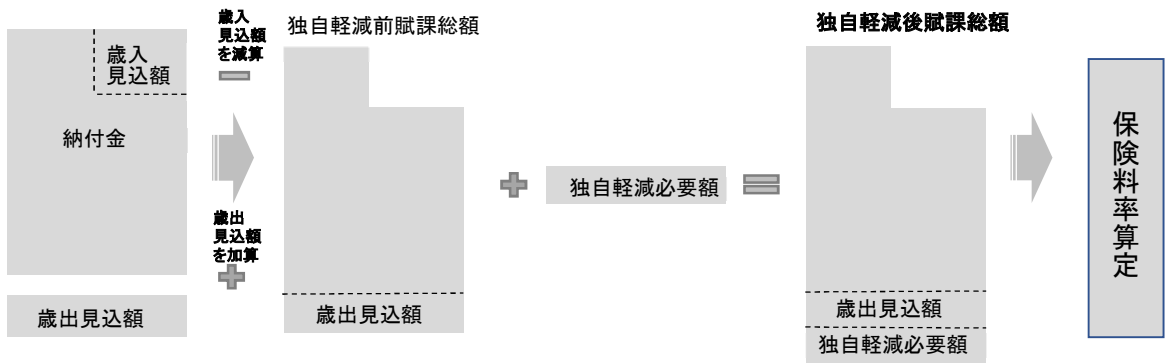 歳入
見込額
納付金
歳出見込額
歳入
見込額
を減算
歳出
見込額
を加算
独自軽減前賦課総額
歳出見込額
独自軽減必要額
独自軽減後賦課総額
歳出見込額
独自軽減必要額
保険料率算定